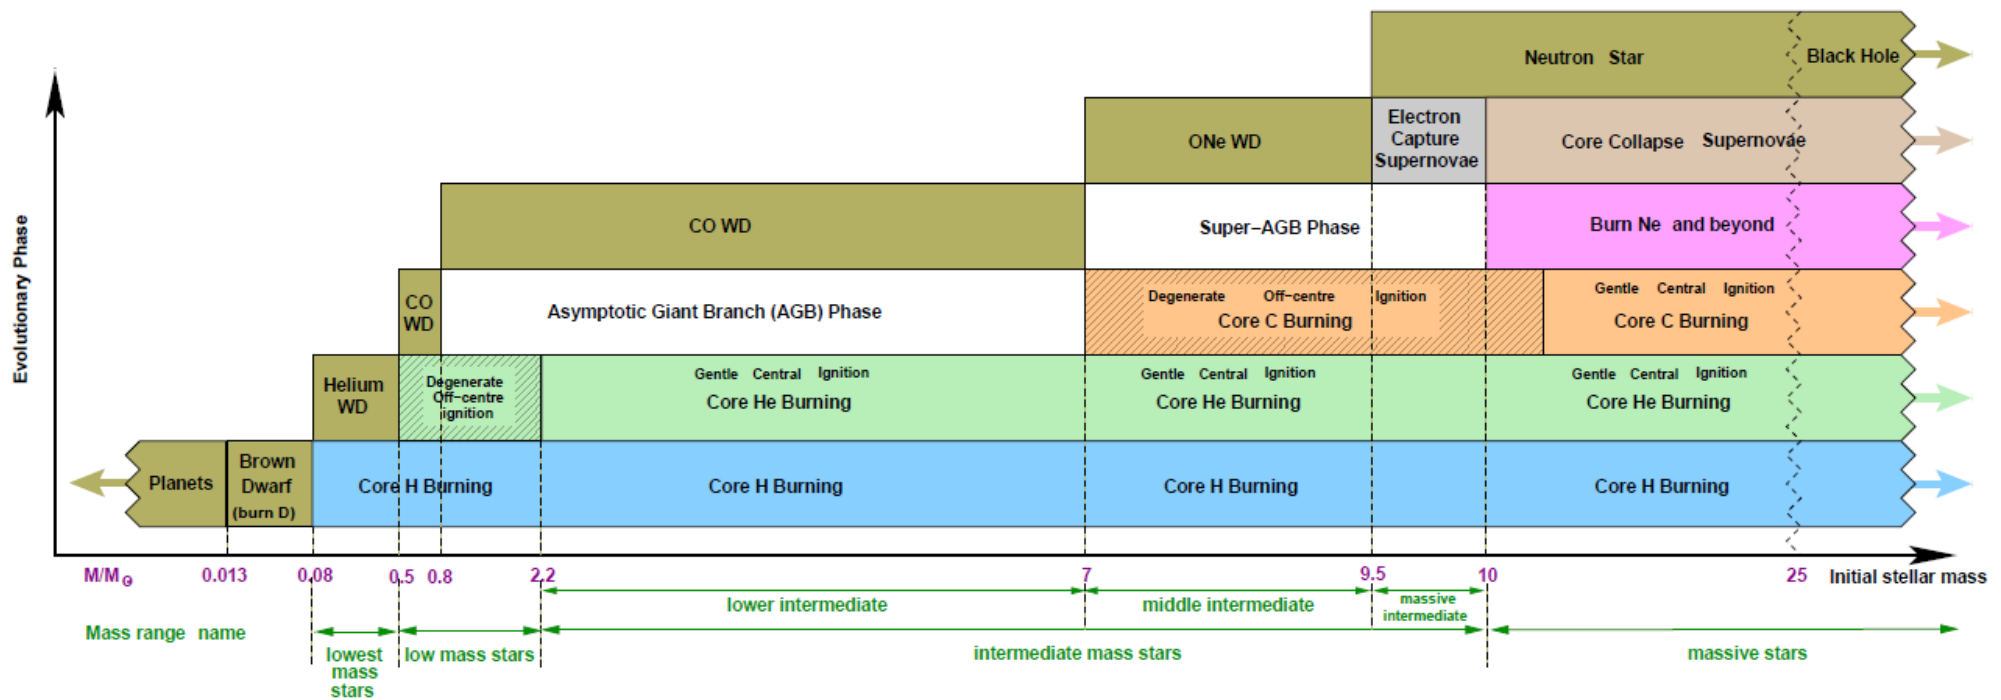 Neutron Star
Black Hole
ONe WD
Electron
Capture
Supernovae
Core Collapse Supernovae
CO WD
Super-AGB Phase
Burn Ne and beyond
CO
WD
Asymptotic Giant Branch (AGB) Phase
Degenerate Off-centre Ignition
Core C Burning
Gentle Central Ignition
Core C Burning
Helium
WD
Degenerate
Off-centre
ignition
Gentle Central Ignition
Core He Burning
Gentle Central Ignition
Core He Burning
Gentle Central Ignition
Core He Burning
Planets
Brown
Dwarf
(burn D)
Core H Burning
Core H Burning
Core H Burning
Core H Burning
Evolutionary Phase
M/M⊙ 0.013 0.08 0.5 0.8 2.2 7 9.5 10 25 Initial stellar mass
lower intermediate
middle intermediate
massive
intermediate
Mass range name
lowest
mass
stars
low mass stars
intermediate mass stars
massive stars